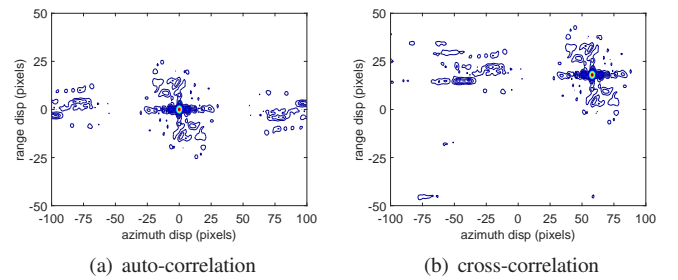 50
25
0
-25
-50
range disp (pixels)
-100 -75 -50 -25 0 25 50 75 100
azimuth disp (pixels)
(a) auto-correlation
50
25
0
-25
-50
range disp (pixels)
-100 -75 -50 -25 0 25 50 75 100
azimuth disp (pixels)
(b) cross-correlation